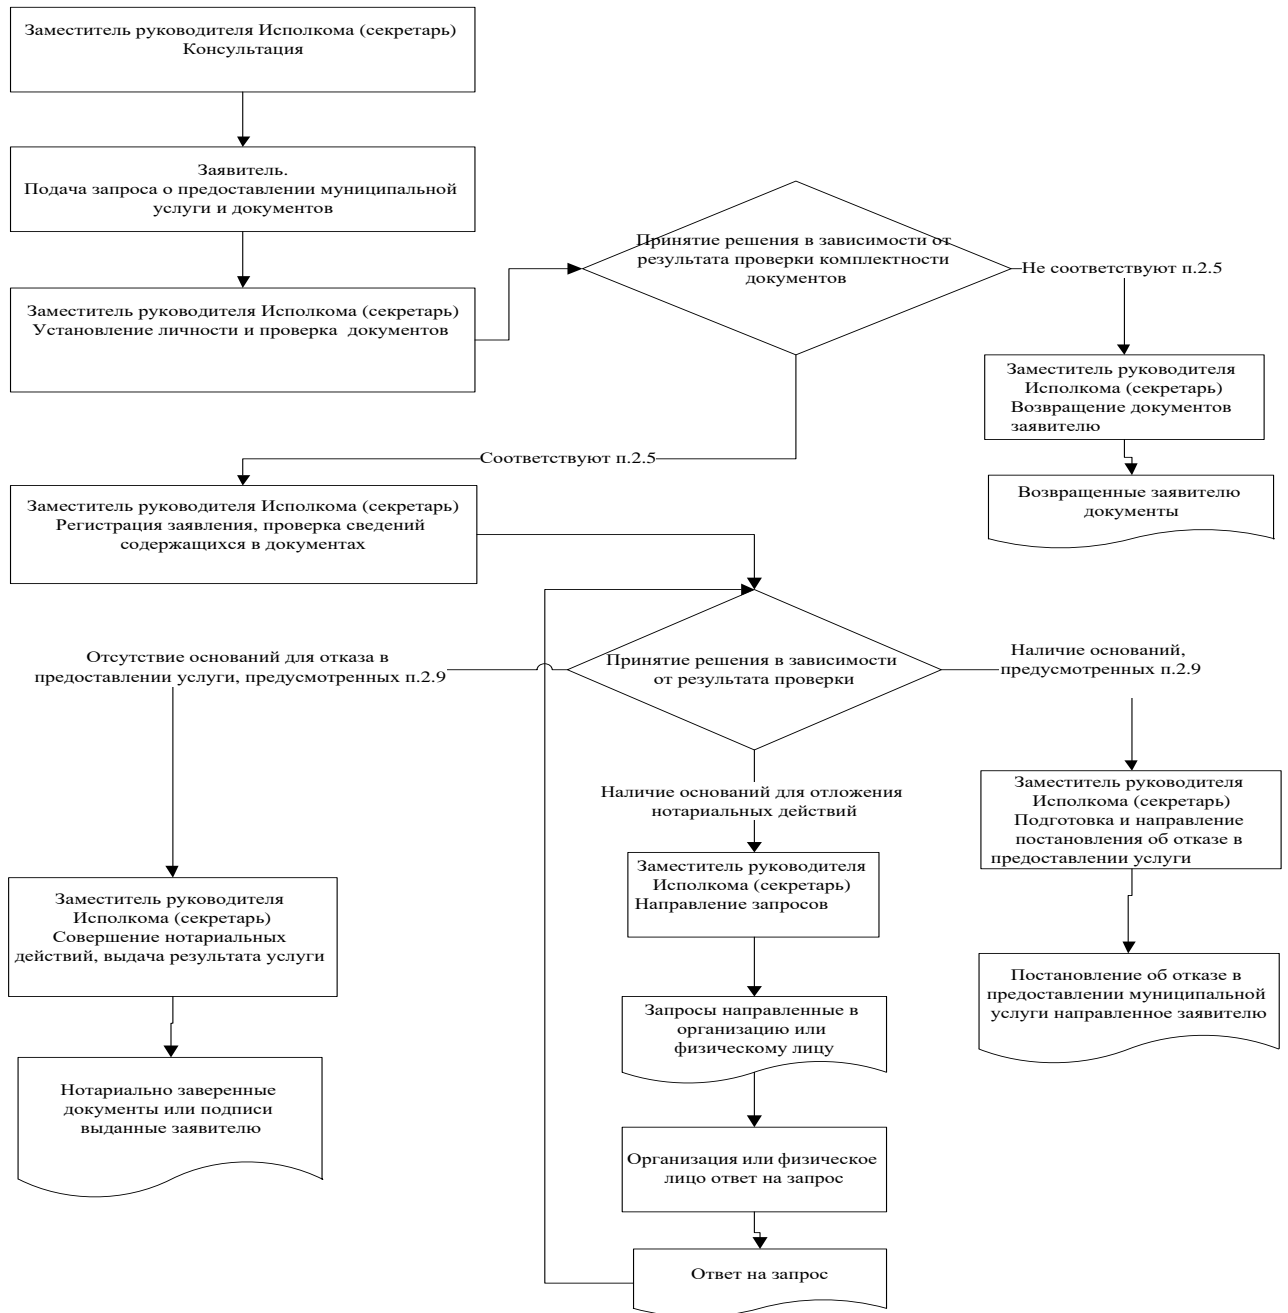 Заместитель руководителя Исполкома (секретарь)
Консультация
Заявитель.
Подача запроса о предоставлении муниципальной
услуги и документов
Заместитель руководителя Исполкома (секретарь)
Установление личности и проверка документов
Принятие решения в зависимости от
результата проверки комплектности
документов
Не соответствуют п.2.5
Заместитель руководителя
Исполкома (секретарь)
Возвращение документов
заявителю
Возвращенные заявителю
документы
Соответствуют п.2.5
Заместитель руководителя Исполкома (секретарь)
Регистрация заявления, проверка сведений
содержащихся в документах
Принятие решения в зависимости
от результата проверки
Отсутствие оснований для отказа в
предоставлении услуги, предусмотренных п.2.9
Наличие оснований,
предусмотренных п.2.9
Наличие оснований для отложения
нотариальных действий
Заместитель руководителя
Исполкома (секретарь)
Совершение нотариальных
действий, выдача результата услуги
Нотариально заверенные
документы или подписи
выданные заявителю
Заместитель руководителя
Исполкома (секретарь)
Направление запросов
Запросы направленные в
организацию или
физическому лицу
Организация или физическое
лицо ответ на запрос
Ответ на запрос
Заместитель руководителя
Исполкома (секретарь)
Подготовка и направление
постановления об отказе в
предоставлении услуги
Постановление об отказе в
предоставлении муниципальной
услуги направленное заявителю